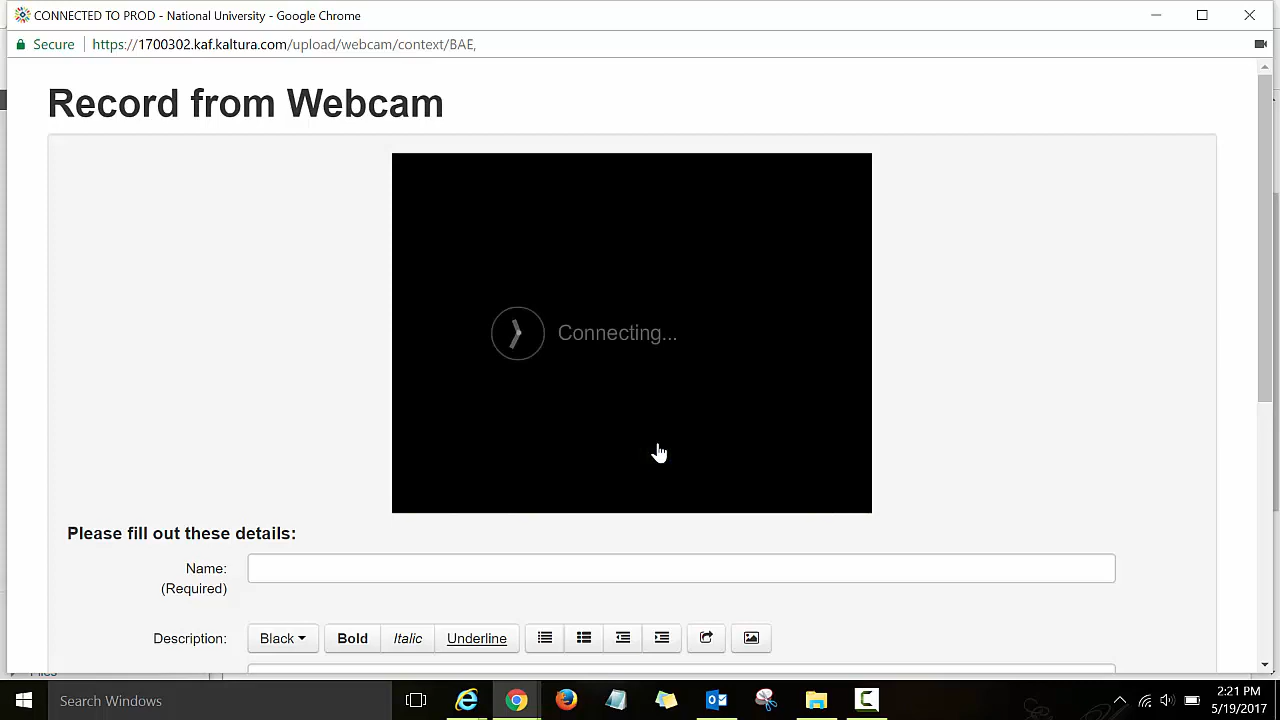 CONNECTED TO PROD - National University - Google Chrome
Secure https://1700302.kaf.kaltura.com/upload/webcam/context/BAE,
Record from Webcam
Connecting...
Please fill out these details:
Name:
(Required)
Description: Black Bold Italic Underline
Files
Search Windows
2:21 PM
5/19/2017